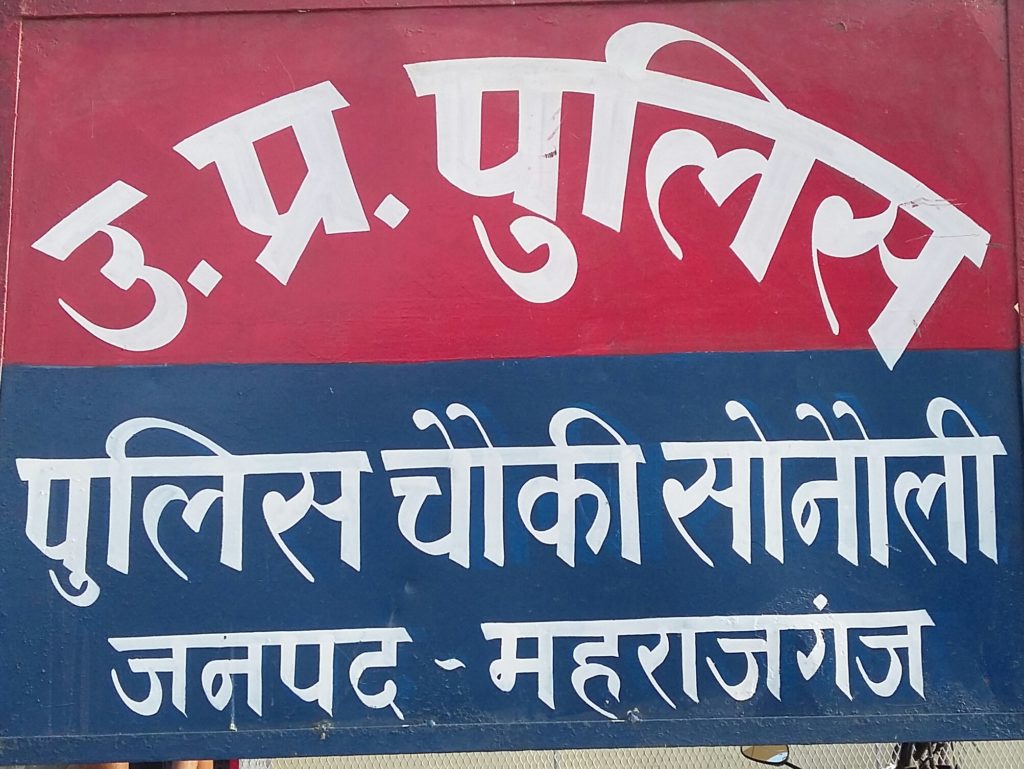 उ.प्र. पुलिस
पुलिस चौकी सोनौली
जनपद - महराजगंज